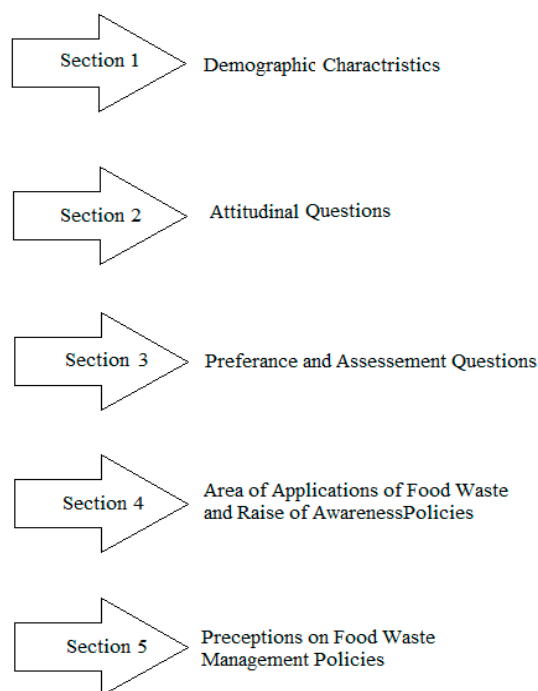 Section 1 Demographic Charctristics
Section 2 Attitudinal Questions
Section 3 Preferance and Assessement Questions
Section 4 Area of Applications of Food Waste
and Raise of AwarenessPolicies
Section 5 Preceptions on Food Waste
Management Policies